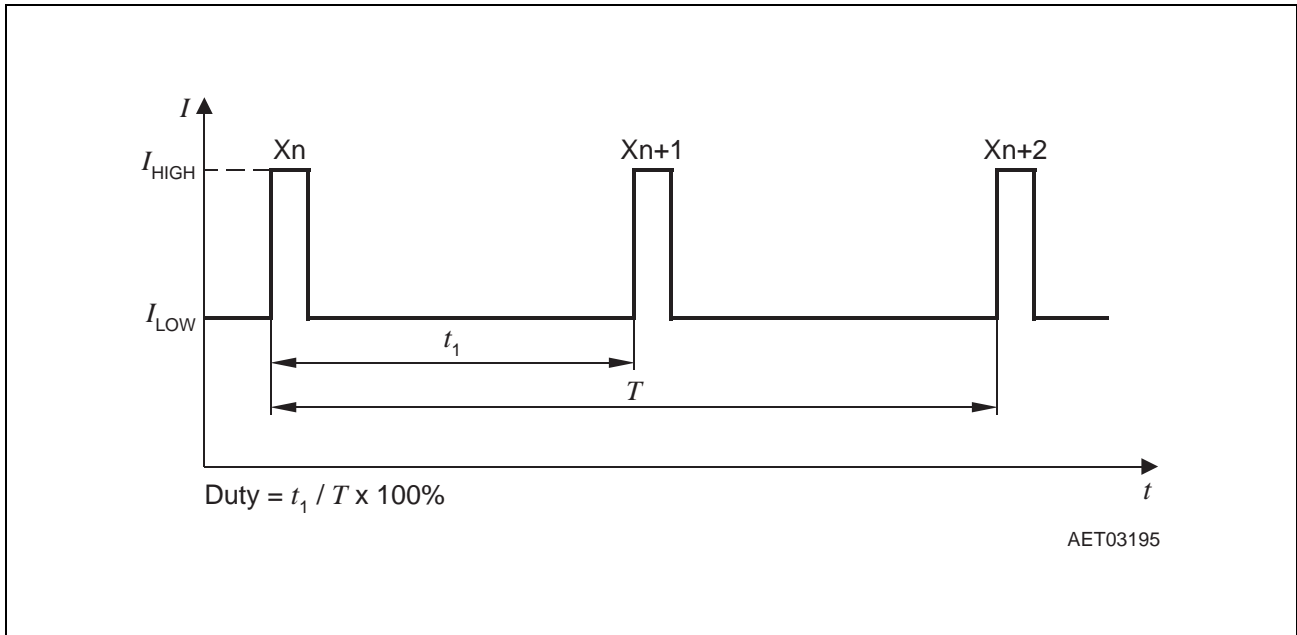 I
Xn Xn+1 Xn+2
I_HIGH
I_LOW
t_1
T
Duty = t_1 / T x 100%
t
AET03195